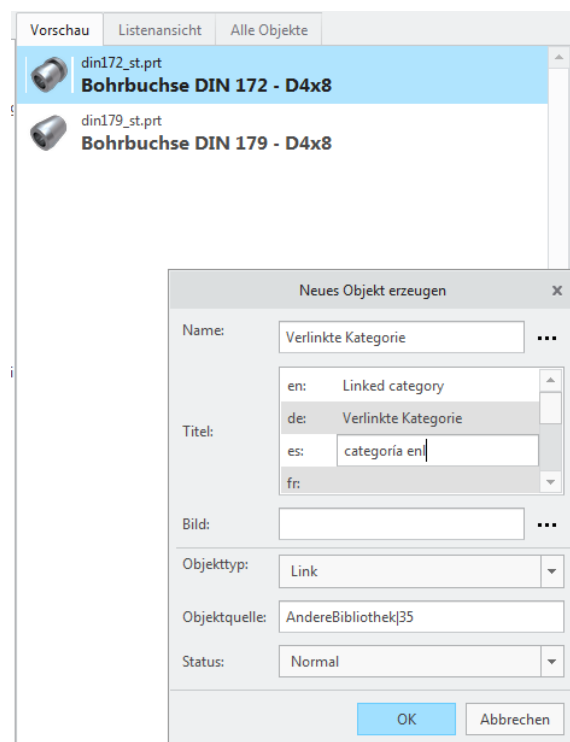 Vorschau Listenansicht Alle Objekte
din172_st.prt
Bohrbuchse DIN 172 - D4x8
din179_st.prt
Bohrbuchse DIN 179 - D4x8
Neues Objekt erzeugen
Name: Verlinkte Kategorie
Titel:
en: Linked category
de: Verlinkte Kategorie
es: categoría enl
fr:
Bild:
Objekttyp: Link
Objektquelle: AndereBibliothek|35
Status: Normal
OK Abbrechen